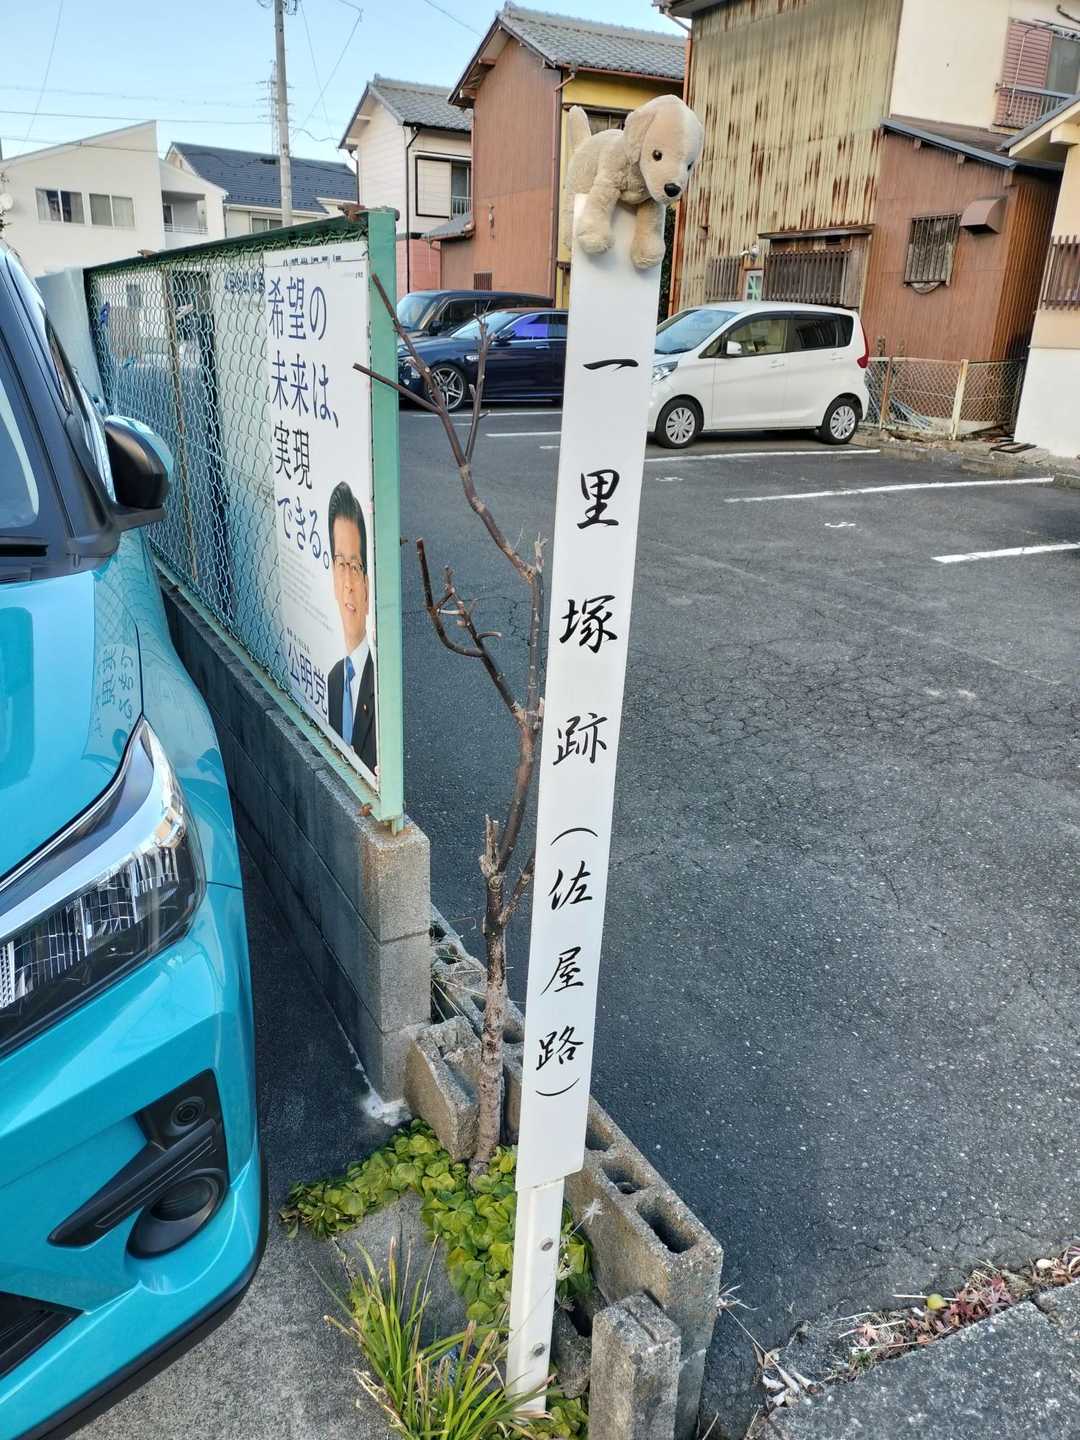 希望の
未来は、
実現
できる。
公明党
一里塚跡(佐屋路)